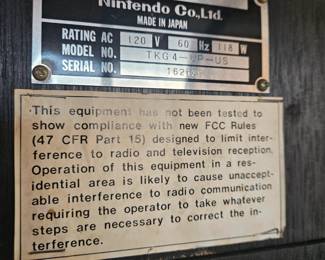 Nintendo Co., Ltd.
MADE IN JAPAN
RATING AC 120 V 60 Hz 118 W
MODEL NO. TKG4-UP-US
SERIAL NO.
This equipment has not been tested to
show compliance with new FCC Rules
(47 CFR Part 15) designed to limit inter-
ference to radio and television reception.
Operation of this equipment in a res-
idential area is likely to cause unaccept-
able interference to radio communication
requiring the operator to take whatever
steps are necessary to correct the in-
terference.